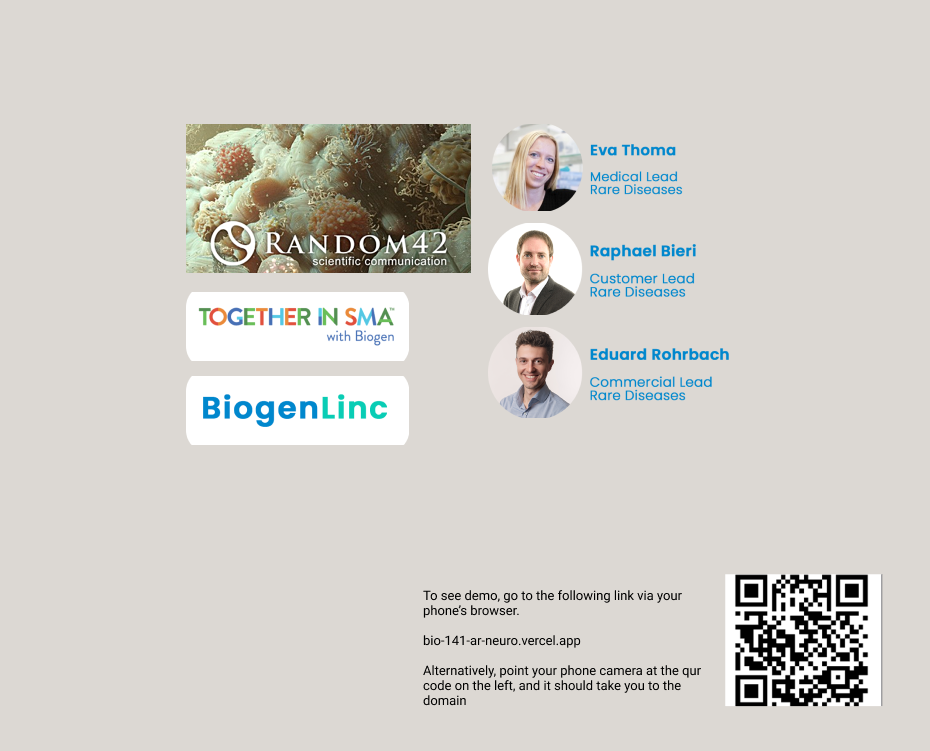 RANDOM42
scientific communication
TOGETHER IN SMA™
with Biogen
BiogenLinc
Eva Thoma
Medical Lead
Rare Diseases
Raphael Bieri
Customer Lead
Rare Diseases
Eduard Rohrbach
Commercial Lead
Rare Diseases
To see demo, go to the following link via your
phone’s browser.
bio-141-ar-neuro.vercel.app
Alternatively, point your phone camera at the qur
code on the left, and it should take you to the
domain